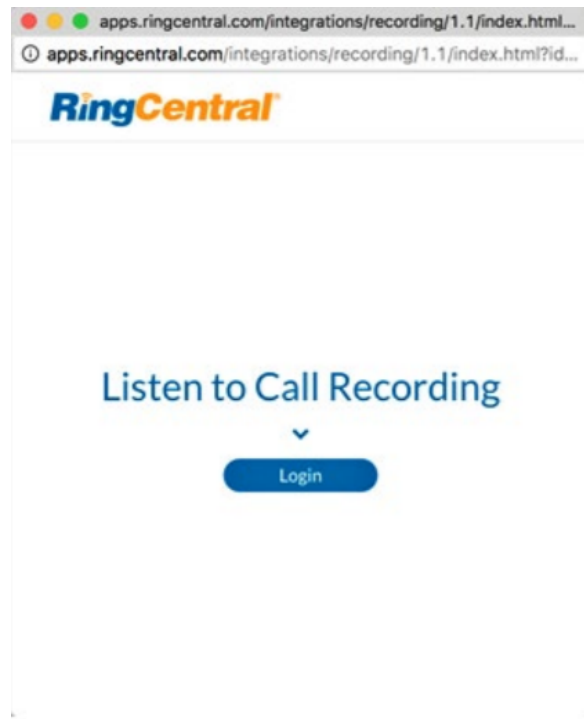 apps.ringcentral.com/integrations/recording/1.1/index.html...
apps.ringcentral.com/integrations/recording/1.1/index.html?id...
RingCentral
Listen to Call Recording
Login